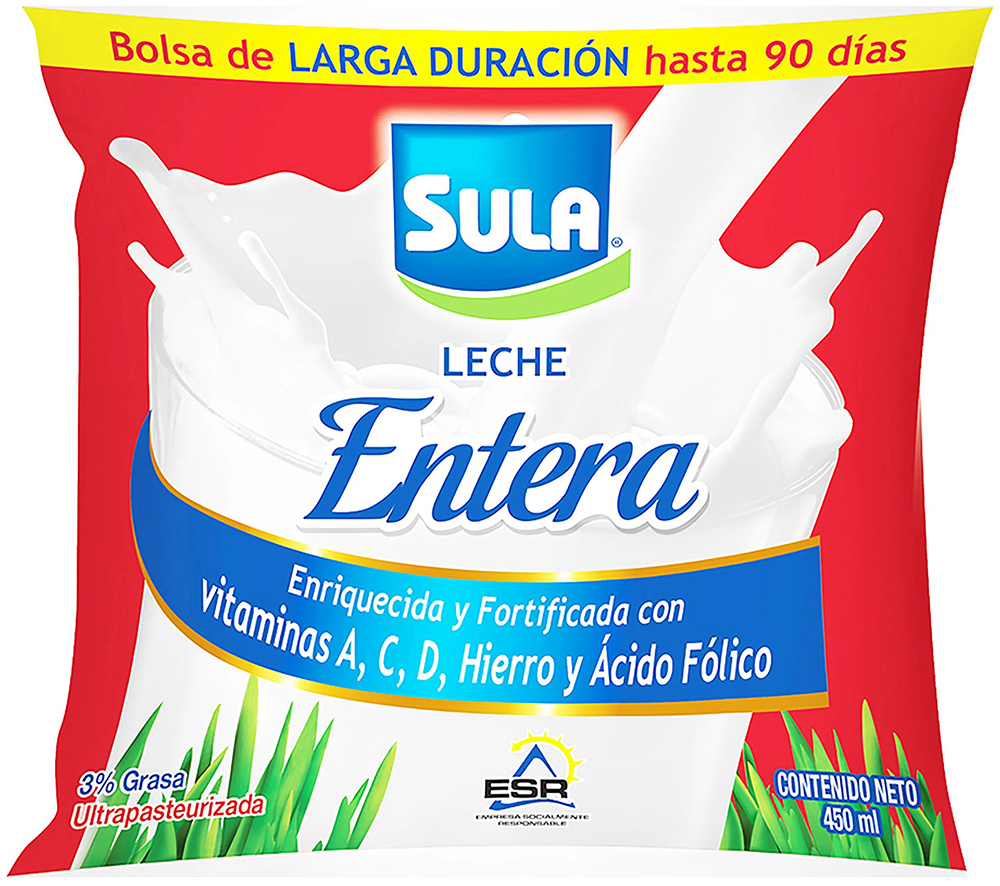 Bolsa de LARGA DURACIÓN hasta 90 días
SULA®
LECHE
Entera
Enriquecida y Fortificada con
vitaminas A, C, D, Hierro y Ácido Fólico
3% Grasa
Ultrapasteurizada
ESR
EMPRESA SOCIALMENTE
RESPONSABLE
CONTENIDO NETO
450 ml